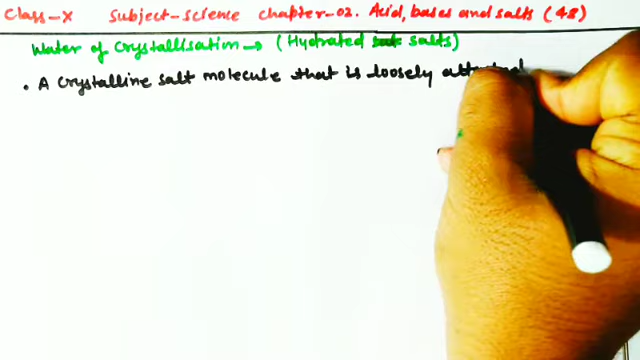 Class-X Subject-science chapter-02. Acid, bases and salts (48)
Water of Crystallisation → (Hydrated salts)
• A crystalline salt molecule that is loosely